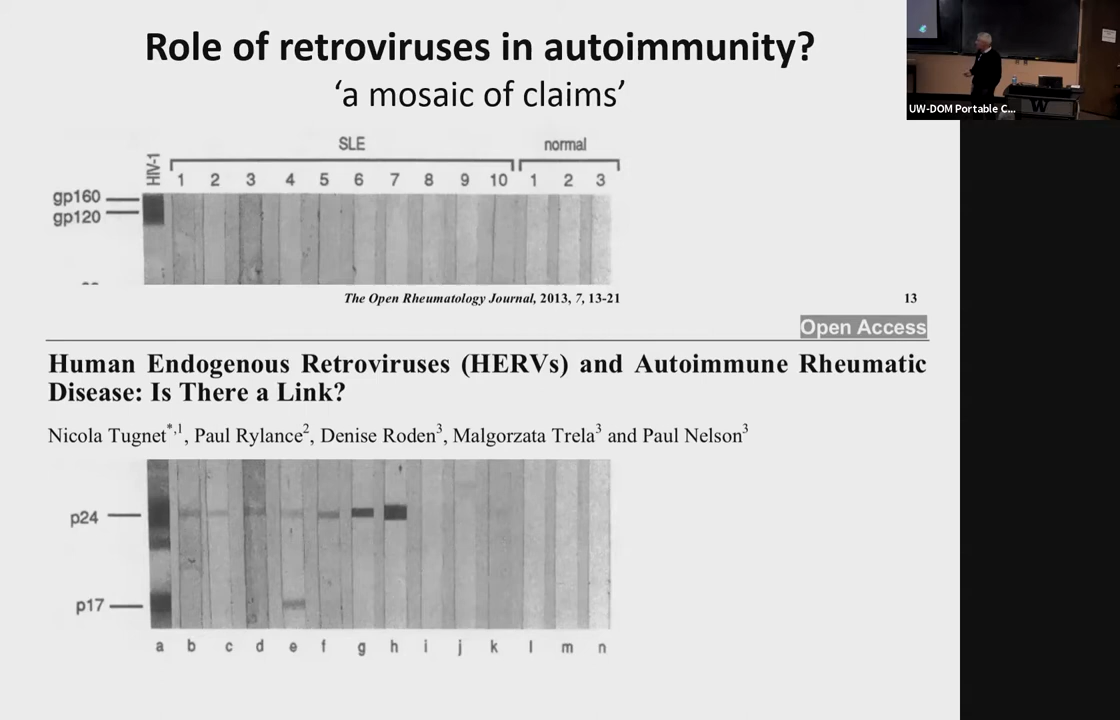 Role of retroviruses in autoimmunity?
‘a mosaic of claims’
UW-DOM Portable C...
W
SLE normal
HIV-1 1 2 3 4 5 6 7 8 9 10 1 2 3
gp160
gp120
The Open Rheumatology Journal, 2013, 7, 13-21 13
Open Access
Human Endogenous Retroviruses (HERVs) and Autoimmune Rheumatic
Disease: Is There a Link?
Nicola Tugnet*,1, Paul Rylance2, Denise Roden3, Malgorzata Trela3 and Paul Nelson3
p24
p17
a b c d e f g h i j k l m n